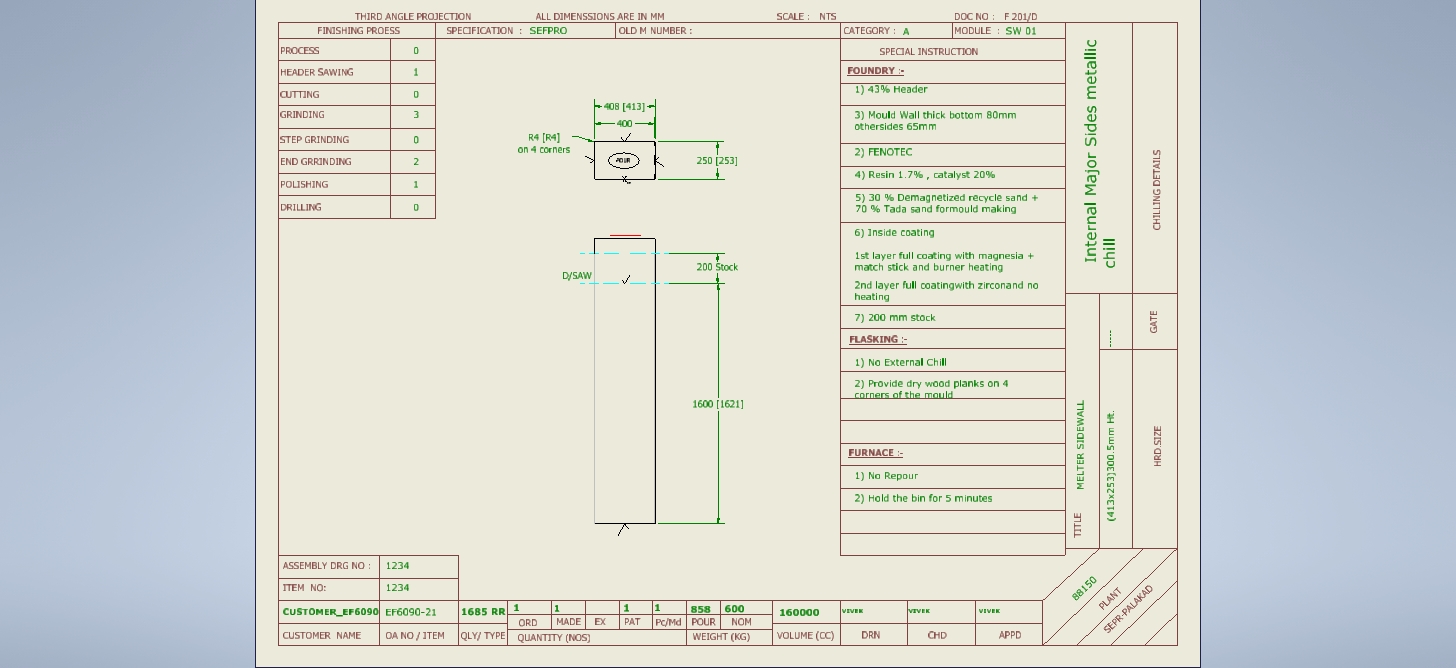 THIRD ANGLE PROJECTION ALL DIMENSSIONS ARE IN MM SCALE : NTS DOC NO : F 201/D
FINISHING PROESS SPECIFICATION : SEFPRO OLD M NUMBER : CATEGORY : A MODULE : SW 01
PROCESS 0
HEADER SAWING 1
CUTTING 0
GRINDING 3
STEP GRINDING 0
END GRRINDING 2
POLISHING 1
DRILLING 0
408 [413]
400
R4 [R4]
on 4 corners
POUR
250 [253]
200 Stock
D/SAW
1600 [1621]
SPECIAL INSTRUCTION
FOUNDRY :-
1) 43% Header
3) Mould Wall thick bottom 80mm
othersides 65mm
2) FENOTEC
4) Resin 1.7% , catalyst 20%
5) 30 % Demagnetized recycle sand +
70 % Tada sand formould making
6) Inside coating
1st layer full coating with magnesia +
match stick and burner heating
2nd layer full coatingwith zirconand no
heating
7) 200 mm stock
FLASKING :-
1) No External Chill
2) Provide dry wood planks on 4
corners of the mould
FURNACE :-
1) No Repour
2) Hold the bin for 5 minutes
Internal Major Sides metallic
chill
CHILLING DETAILS
-----
GATE
TITLE MELTER SIDEWALL
(413x253)300.5mm Ht.
HRD SIZE
88150
PLANT
SEPR-PALAKAD
ASSEMBLY DRG NO : 1234
ITEM NO: 1234
CUSTOMER_EF6090 EF6090-21 1685 RR 1 1 1 1 858 600 160000 VIVEK VIVEK VIVEK
ORD MADE EX PAT Pc/Md POUR NOM
CUSTOMER NAME OA NO / ITEM QLY/ TYPE QUANTITY (NOS) WEIGHT (KG) VOLUME (CC) DRN CHD APPD